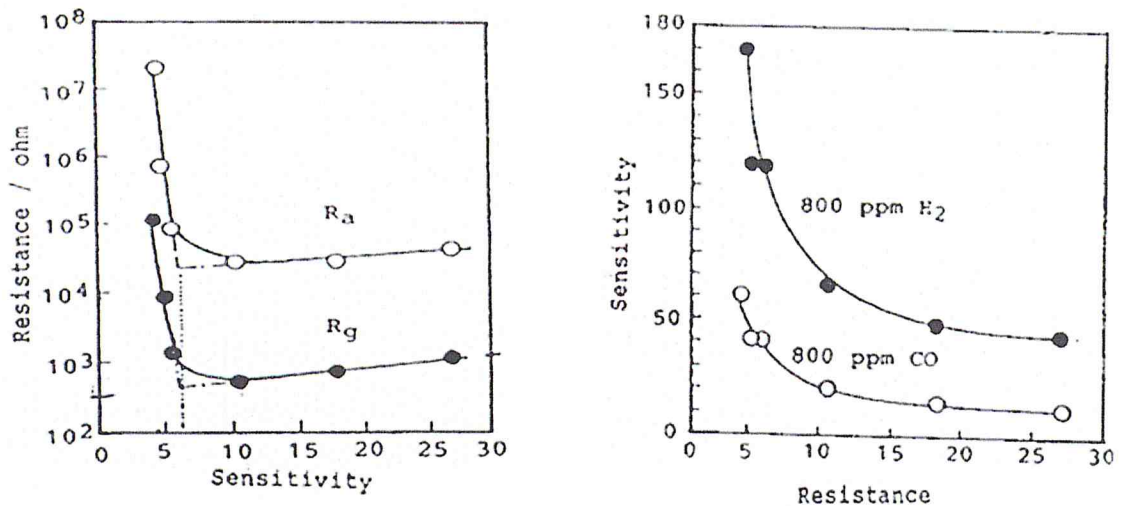 10^8
10^7
10^6
10^5
10^4
10^3
10^2
Resistance / ohm
Ra
Rg
0 5 10 15 20 25 30
Sensitivity
180
150
100
50
0
Sensitivity
800 ppm H2
800 ppm CO
0 5 10 15 20 25 30
Resistance